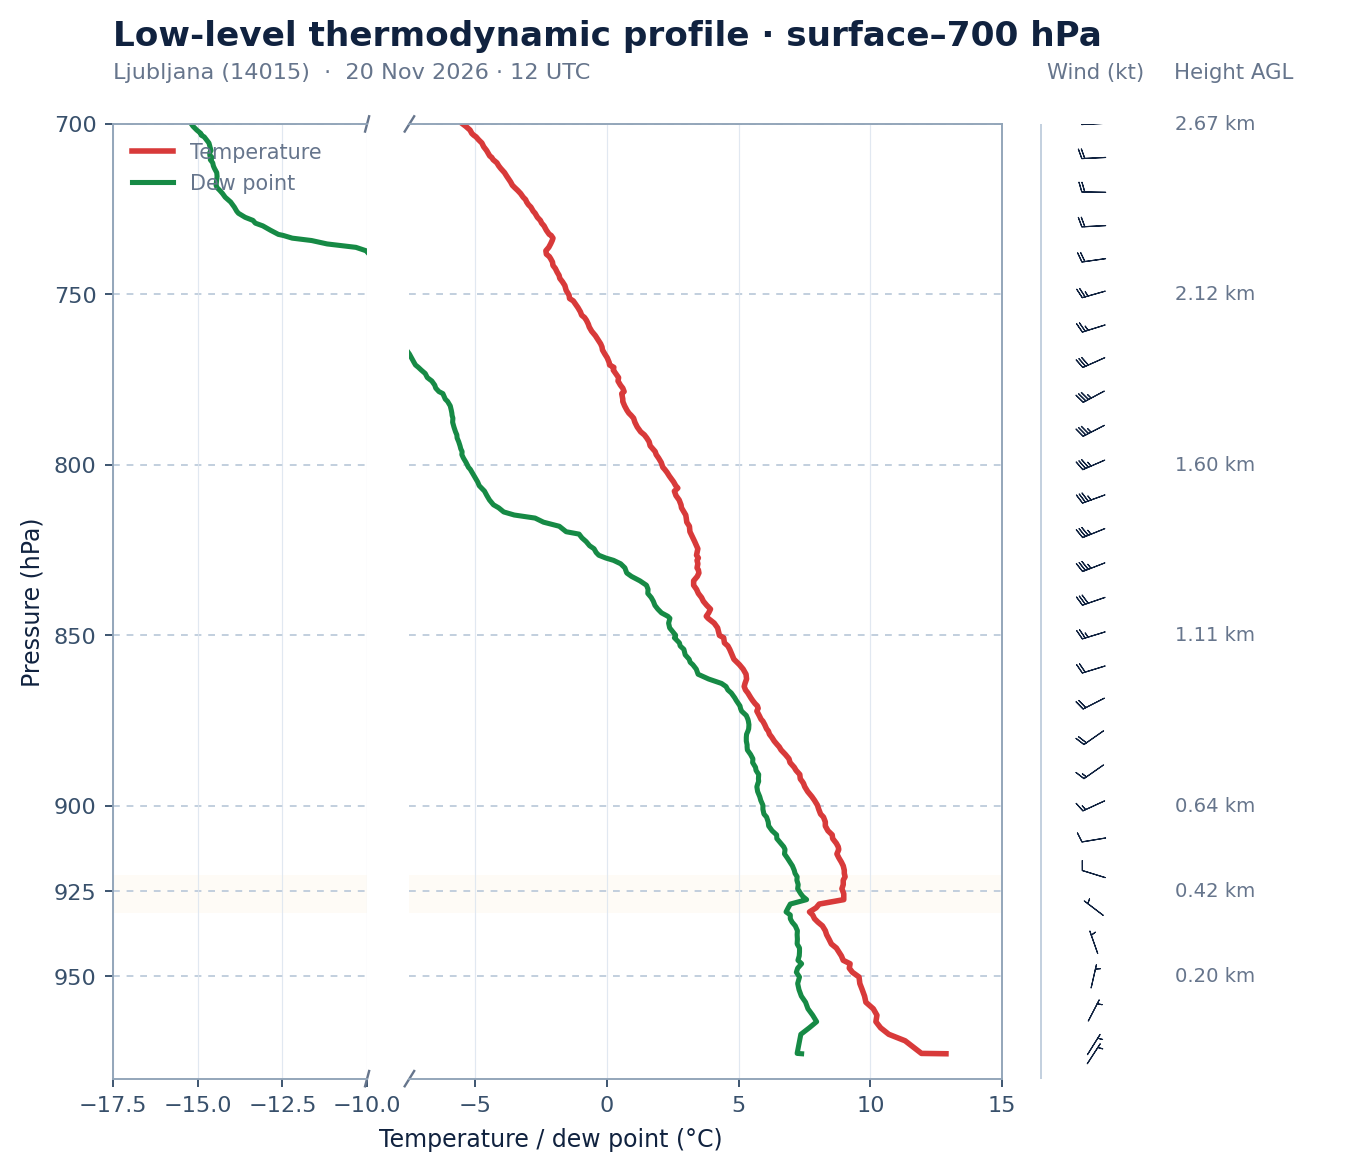 Low-level thermodynamic profile · surface–700 hPa
Ljubljana (14015)  ·  20 Nov 2026 · 12 UTC
Wind (kt)
Height AGL
Temperature
Dew point
700
750
800
850
900
925
950
Pressure (hPa)
2.67 km
2.12 km
1.60 km
1.11 km
0.64 km
0.42 km
0.20 km
−17.5
−15.0
−12.5
−10.0
−5
0
5
10
15
Temperature / dew point (°C)